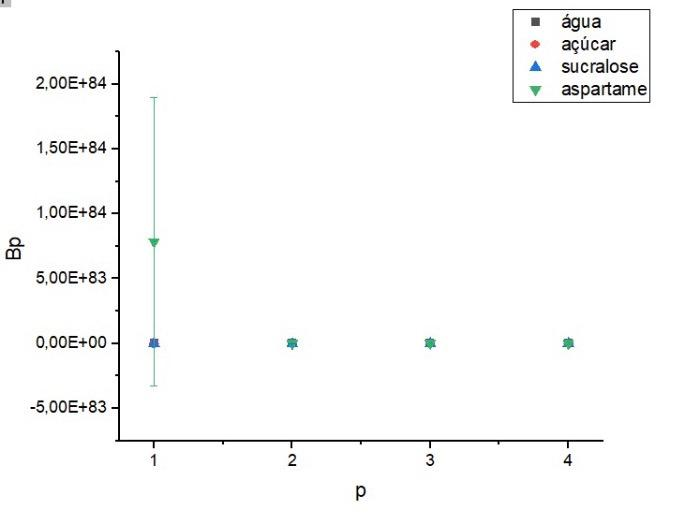 água
açúcar
sucralose
aspartame
2,00E+84
1,50E+84
1,00E+84
5,00E+83
0,00E+00
-5,00E+83
Bp
1 2 3 4
p